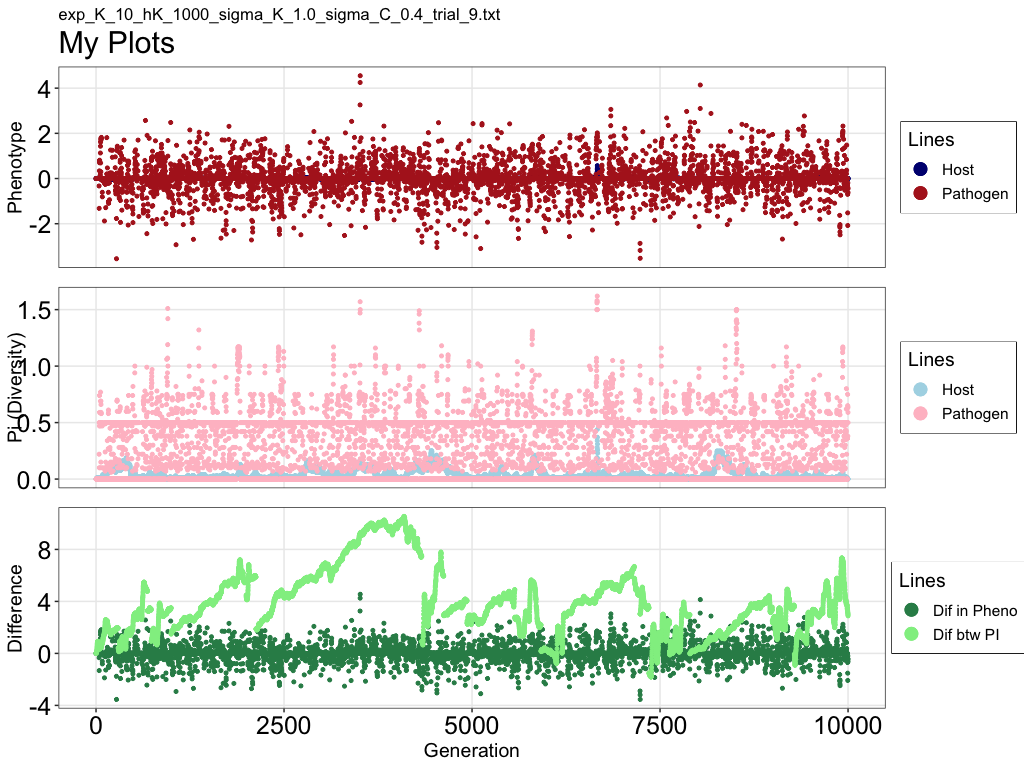 exp_K_10_hK_1000_sigma_K_1.0_sigma_C_0.4_trial_9.txt
My Plots
Phenotype
4
2
0
-2
Lines
Host
Pathogen
Pi (Diversity)
1.5
1.0
0.5
0.0
Lines
Host
Pathogen
Difference
8
4
0
-4
Lines
Dif in Pheno
Dif btw PI
0 2500 5000 7500 10000
Generation